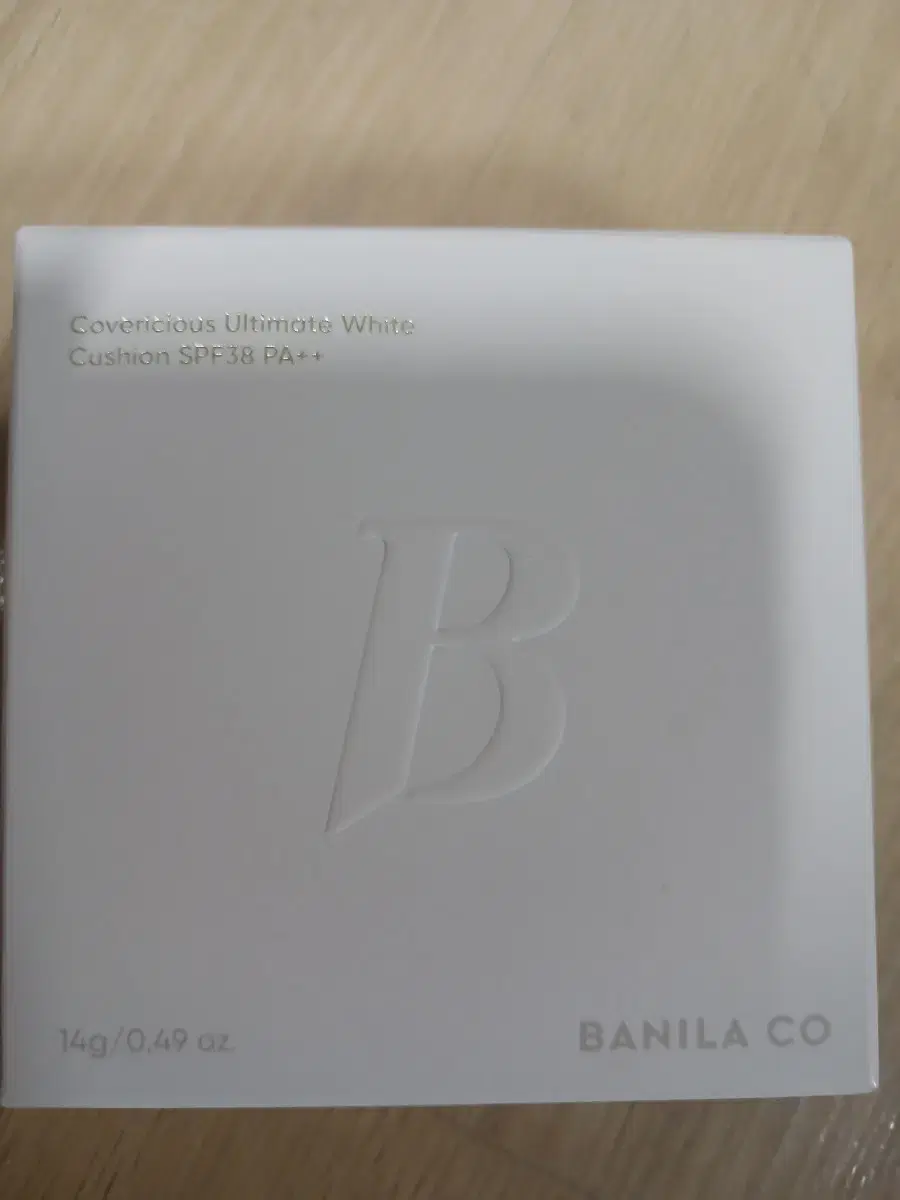 Covericious Ultimate White
Cushion SPF38 PA++
B
14g/0.49 oz.
BANILA CO